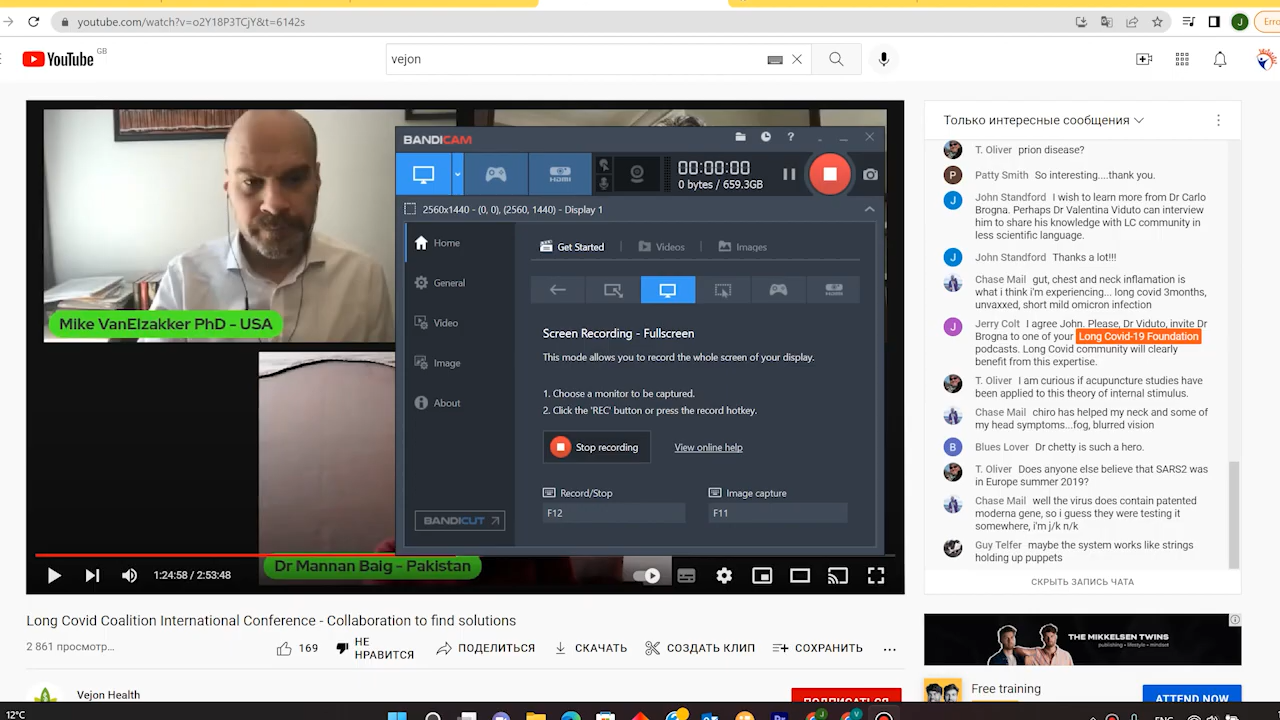 youtube.com/watch?v=o2Y18P3TCjY&t=6142s
J
YouTube GB
vejon
Mike VanElzakker PhD - USA
Dr Mannan Baig - Pakistan
1:24:58 / 2:53:48
BANDICAM
HDMI
00:00:00
0 bytes / 659.3GB
2560x1440 - (0, 0), (2560, 1440) - Display 1
Home
General
Video
Image
About
BANDICUT
Get Started
Videos
Images
Screen Recording - Fullscreen
This mode allows you to record the whole screen of your display.
1. Choose a monitor to be captured.
2. Click the 'REC' button or press the record hotkey.
Stop recording
View online help
Record/Stop
Image capture
F12
F11
Только интересные сообщения
T. Oliver prion disease?
Patty Smith So interesting....thank you.
John Standford I wish to learn more from Dr Carlo
Brogna. Perhaps Dr Valentina Viduto can interview
him to share his knowledge with LC community in
less scientific language.
John Standford Thanks a lot!!!
Chase Mail gut, chest and neck inflamation is
what i think i'm experiencing... long covid 3months,
unvaxxed, short mild omicron infection
Jerry Colt I agree John. Please, Dr Viduto, invite Dr
Brogna to one of your Long Covid-19 Foundation
podcasts. Long Covid community will clearly
benefit from this expertise.
T. Oliver I am curious if acupuncture studies have
been applied to this theory of internal stimulus.
Chase Mail chiro has helped my neck and some of
my head symptoms...fog, blurred vision
Blues Lover Dr chetty is such a hero.
T. Oliver Does anyone else believe that SARS2 was
in Europe summer 2019?
Chase Mail well the virus does contain patented
moderna gene, so i guess they were testing it
somewhere, i'm j/k n/k
Guy Telfer maybe the system works like strings
holding up puppets
СКРЫТЬ ЗАПИСЬ ЧАТА
Long Covid Coalition International Conference - Collaboration to find solutions
2 861 просмотр...
169
НЕ
НРАВИТСЯ
ПОДЕЛИТЬСЯ
СКАЧАТЬ
СОЗДАТЬ КЛИП
СОХРАНИТЬ
THE MIKKELSEN TWINS
publishing • lifestyle • mindset
Vejon Health
ПОДПИСАТЬСЯ
Free training
ATTEND NOW
12°C
ENG